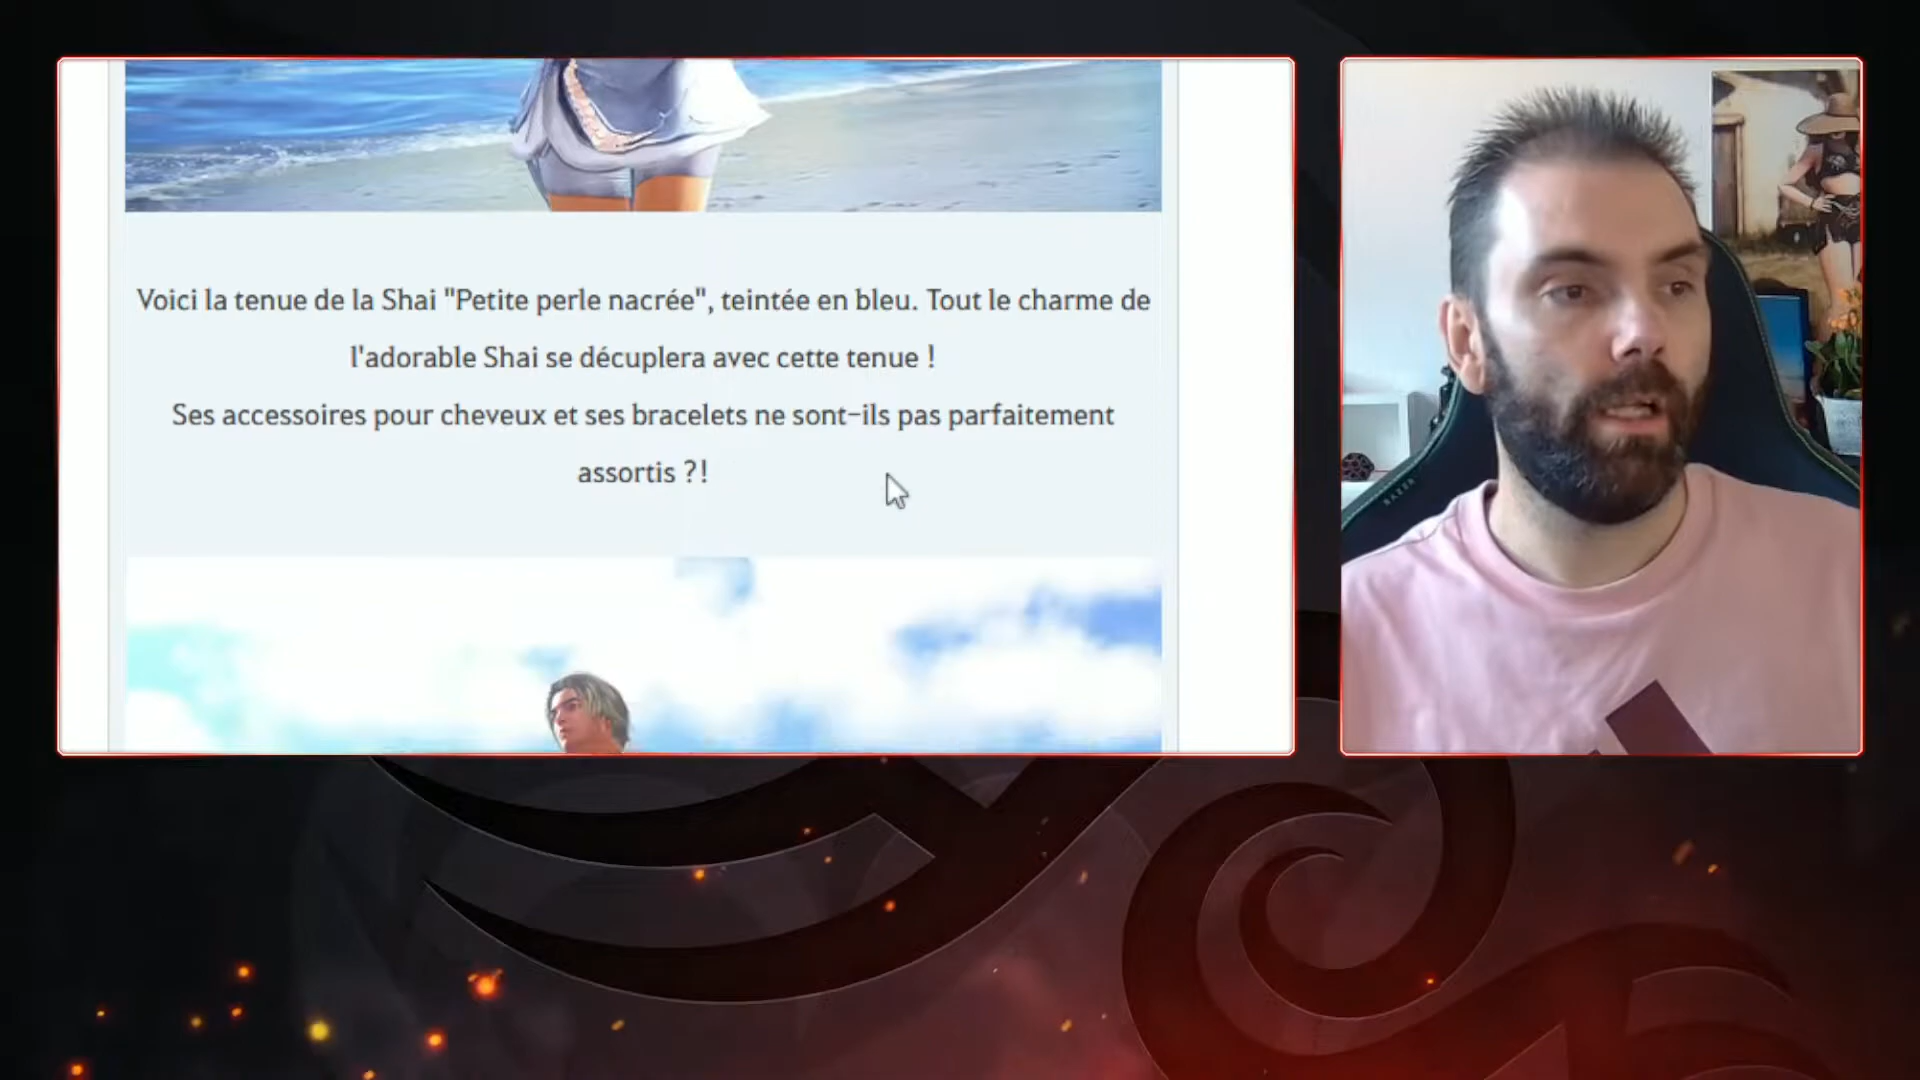 Voici la tenue de la Shai "Petite perle nacrée", teintée en bleu. Tout le charme de
l'adorable Shai se décuplera avec cette tenue !
Ses accessoires pour cheveux et ses bracelets ne sont-ils pas parfaitement
assortis ?!
RAZER